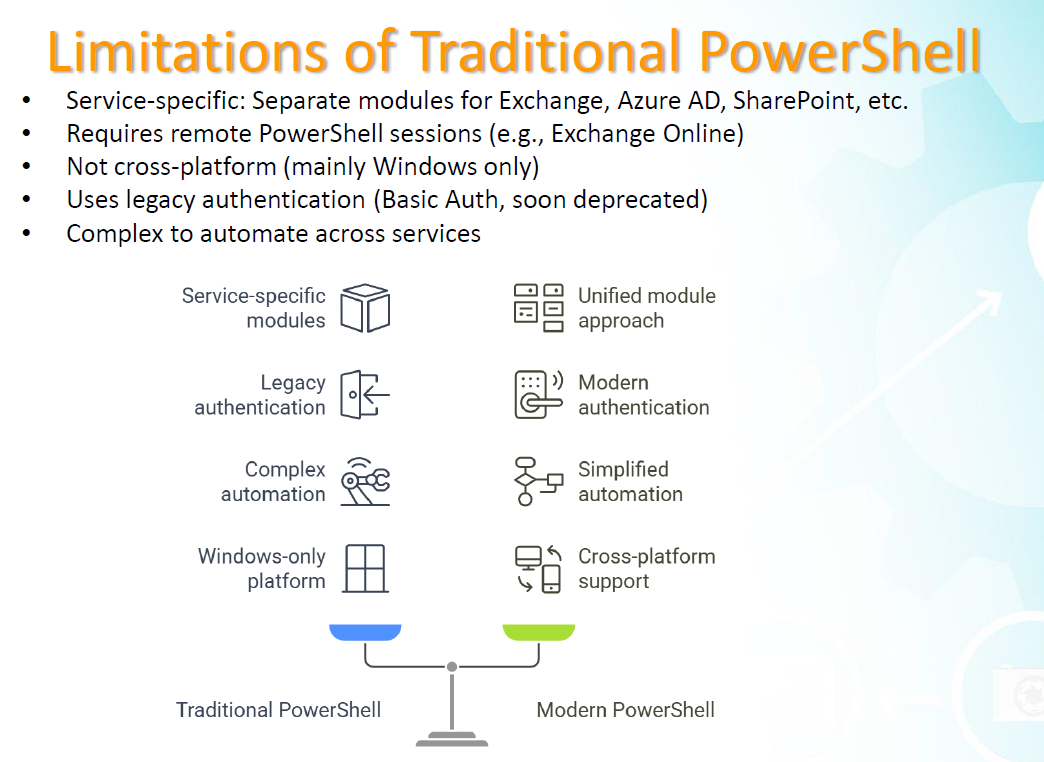 Limitations of Traditional PowerShell
• Service-specific: Separate modules for Exchange, Azure AD, SharePoint, etc.
• Requires remote PowerShell sessions (e.g., Exchange Online)
• Not cross-platform (mainly Windows only)
• Uses legacy authentication (Basic Auth, soon deprecated)
• Complex to automate across services
Service-specific
modules
Unified module
approach
Legacy
authentication
Modern
authentication
Complex
automation
Simplified
automation
Windows-only
platform
Cross-platform
support
Traditional PowerShell
Modern PowerShell